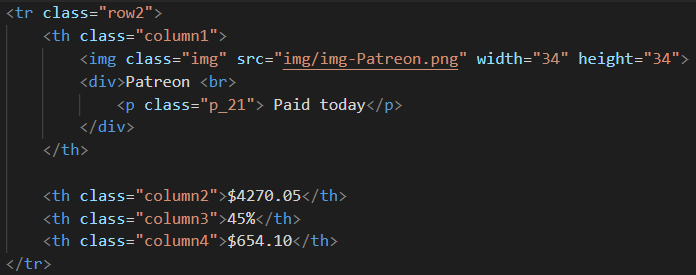 <tr class="row2">
<th class="column1">
<img class="img" src="img/img-Patreon.png" width="34" height="34">
<div>Patreon <br>
<p class="p_21"> Paid today</p>
</div>
</th>
<th class="column2">$4270.05</th>
<th class="column3">45%</th>
<th class="column4">$654.10</th>
</tr>